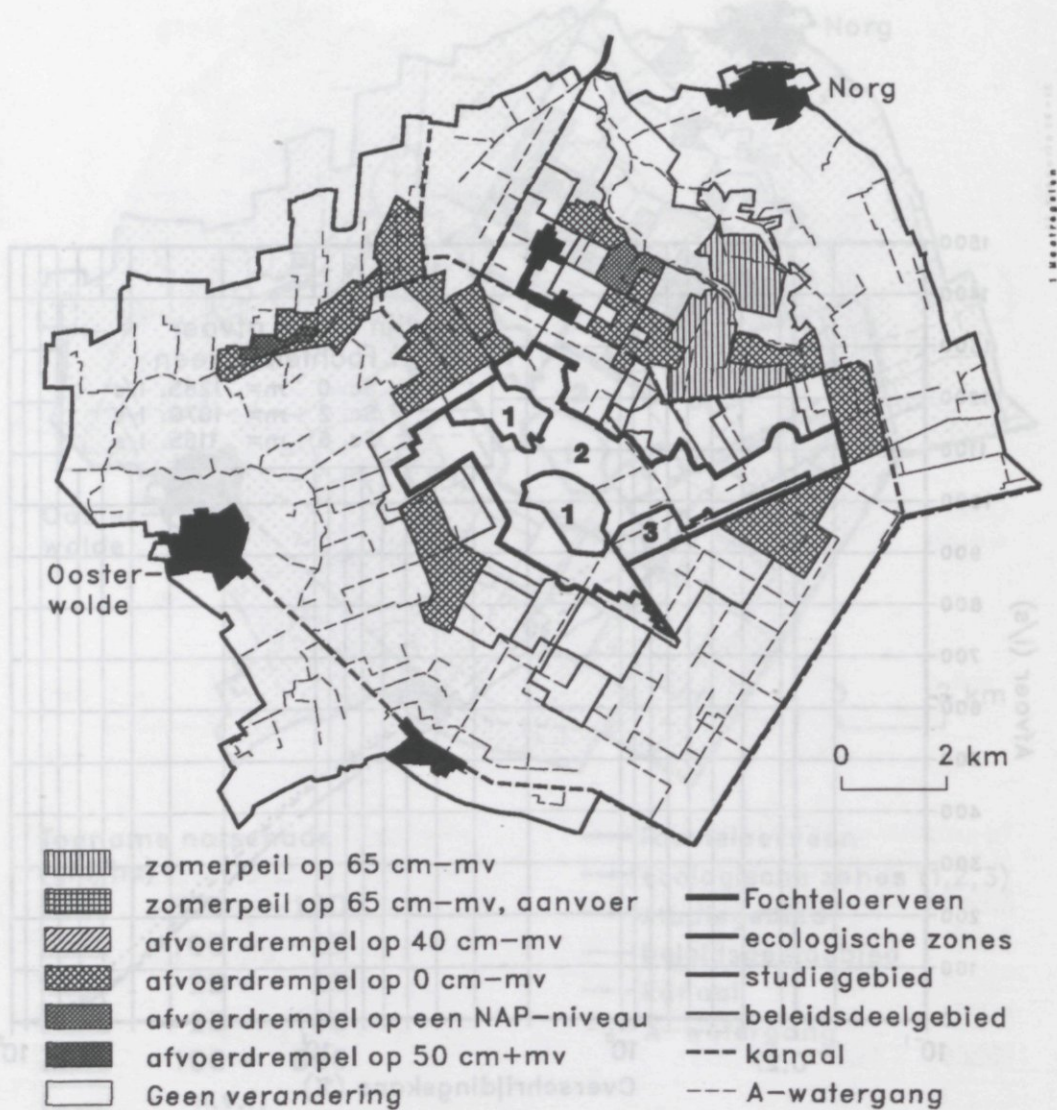 Norg
1
2
1
3
Ooster-
wolde
0 2 km
zomerpeil op 65 cm-mv
zomerpeil op 65 cm-mv, aanvoer
afvoerdrempel op 40 cm-mv
afvoerdrempel op 0 cm-mv
afvoerdrempel op een NAP-niveau
afvoerdrempel op 50 cm+mv
Geen verandering
Fochteloerveen
ecologische zones
studiegebied
beleidsdeelgebied
kanaal
A-watergang